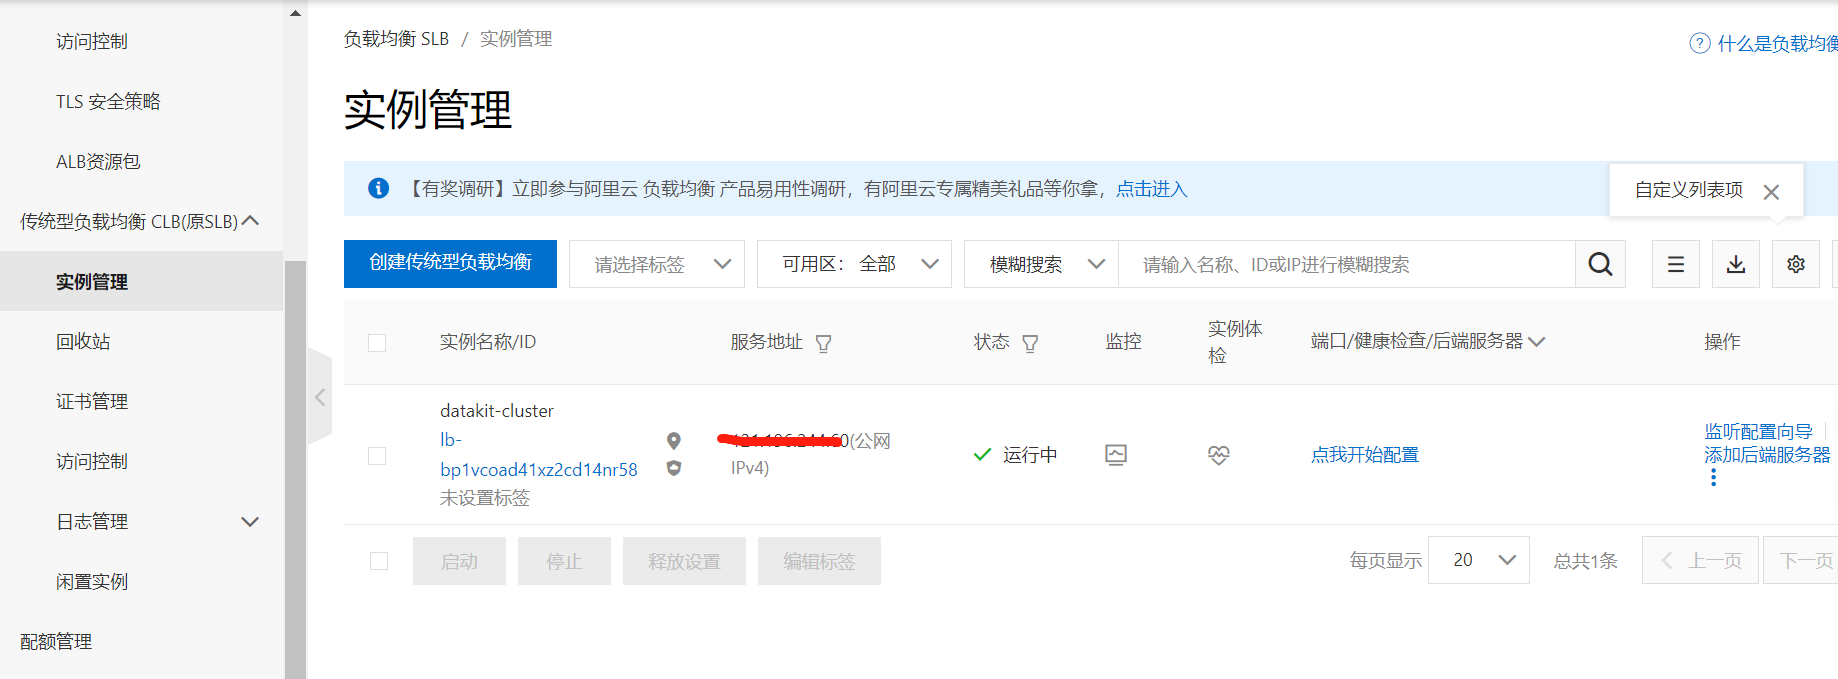 访问控制
TLS 安全策略
ALB资源包
传统型负载均衡 CLB(原SLB)
实例管理
回收站
证书管理
访问控制
日志管理
闲置实例
配额管理
负载均衡 SLB / 实例管理
什么是负载均衡
实例管理
【有奖调研】立即参与阿里云 负载均衡 产品易用性调研，有阿里云专属精美礼品等你拿，点击进入
自定义列表项
创建传统型负载均衡
请选择标签
可用区： 全部
模糊搜索
请输入名称、ID或IP进行模糊搜索
实例名称/ID
服务地址
状态
监控
实例体
检
端口/健康检查/后端服务器
操作
datakit-cluster
lb-
bp1vcoad41xz2cd14nr58
未设置标签
(公网
IPv4)
运行中
点我开始配置
监听配置向导
添加后端服务器
启动
停止
释放设置
编辑标签
每页显示
20
总共1条
上一页
下一页